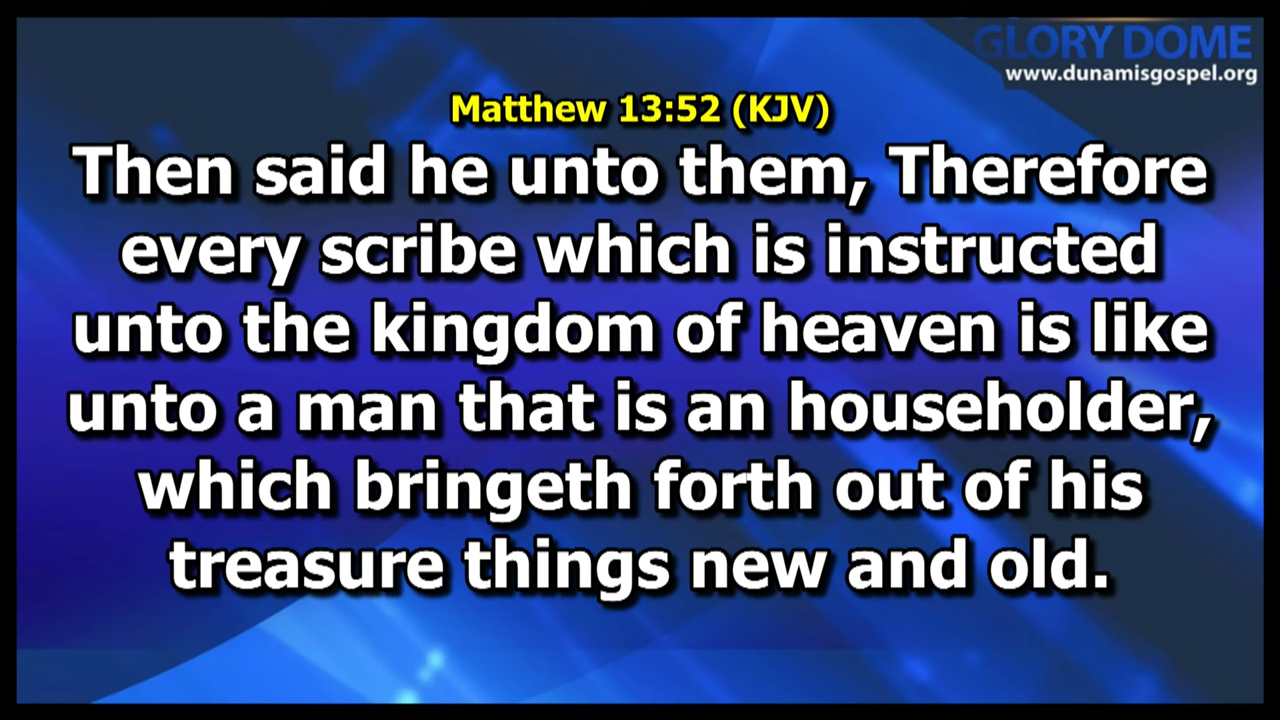 GLORY DOME
www.dunamisgospel.org
Matthew 13:52 (KJV)
Then said he unto them, Therefore
every scribe which is instructed
unto the kingdom of heaven is like
unto a man that is an householder,
which bringeth forth out of his
treasure things new and old.